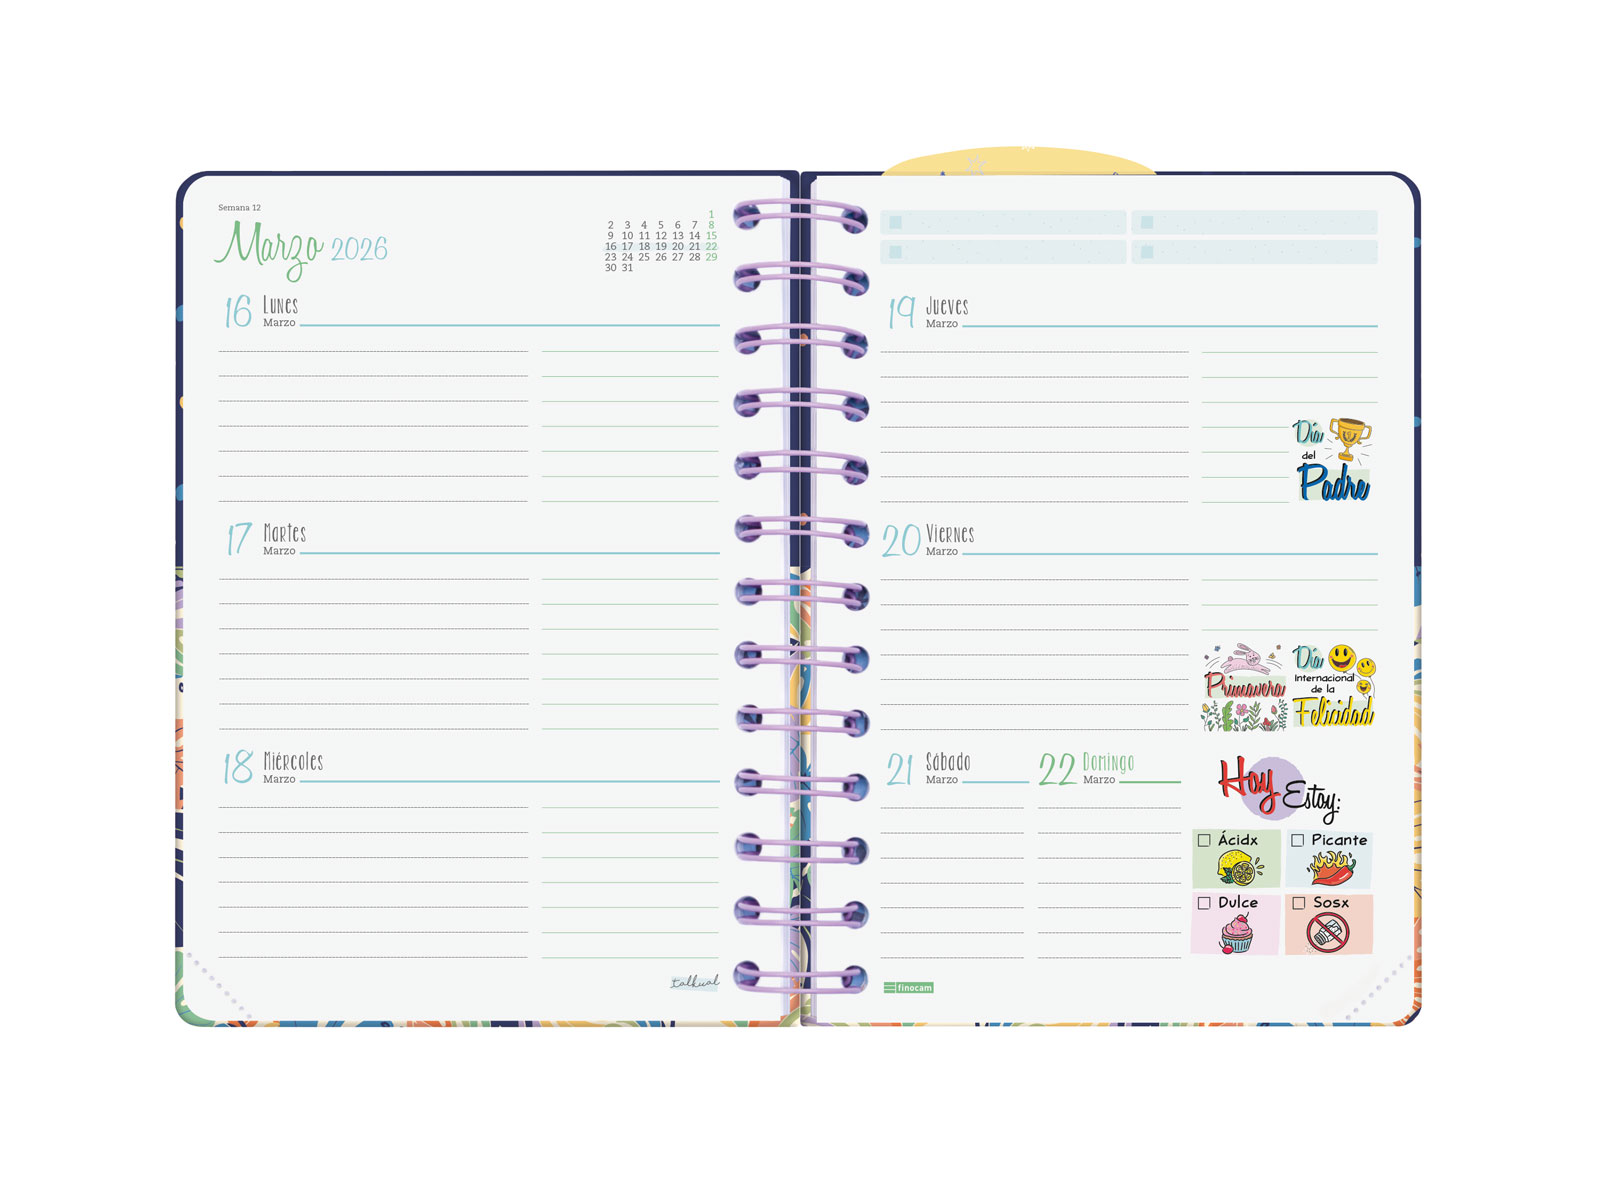 Semana 12
Marzo 2026
1
2 3 4 5 6 7 8
9 10 11 12 13 14 15
16 17 18 19 20 21 22
23 24 25 26 27 28 29
30 31
16 Lunes
Marzo
17 Martes
Marzo
18 Miércoles
Marzo
talkual
19 Jueves
Marzo
Día
del
Padre
20 Viernes
Marzo
Primavera
Día
Internacional
de la
Felicidad
21 Sábado
Marzo
22 Domingo
Marzo
Hoy Estoy:
Ácidx
Picante
Dulce
Sosx
finocam